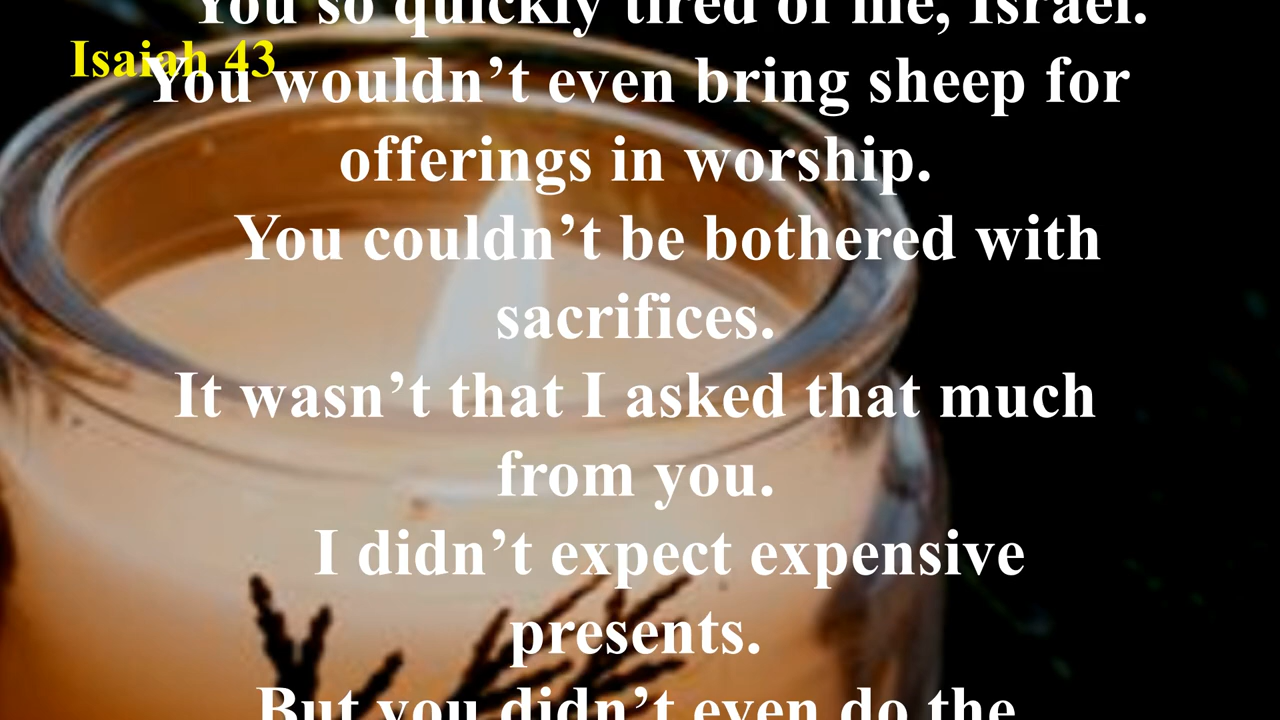 You so quickly tired of me, Israel.
Isaiah 43
You wouldn’t even bring sheep for
offerings in worship.
You couldn’t be bothered with
sacrifices.
It wasn’t that I asked that much
from you.
I didn’t expect expensive
presents.
But you didn’t even do the